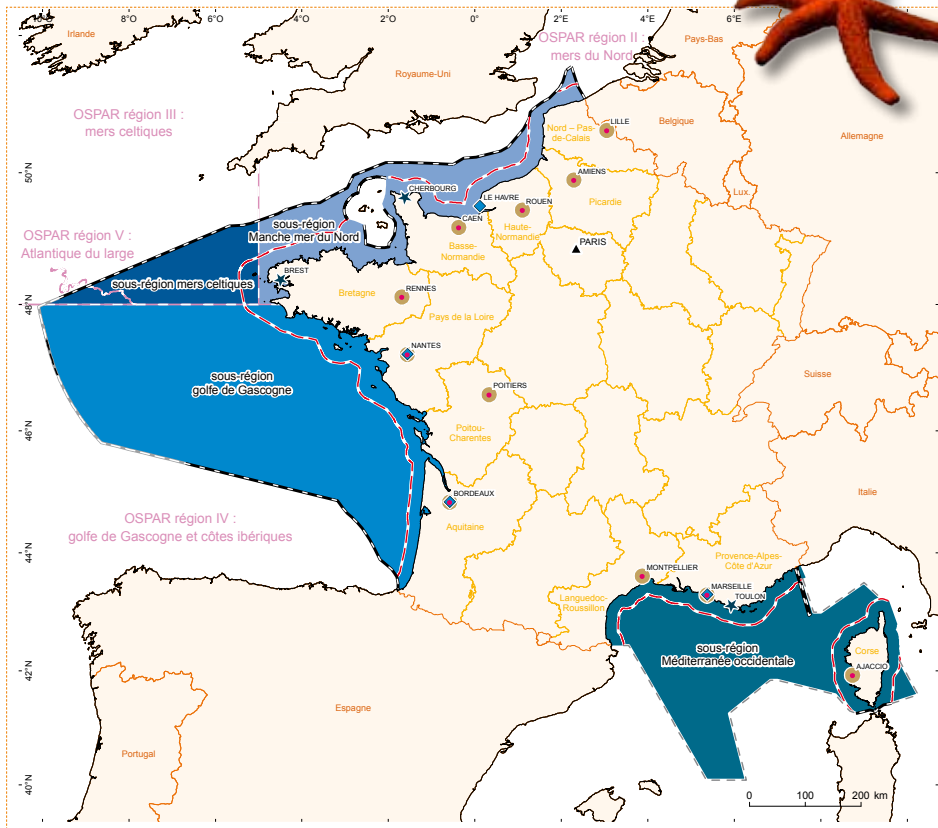 8°0
6°0
4°0
2°0
0°
2°E
4°E
6°E
Irlande
OSPAR région II :
mers du Nord
Pays-Bas
Royaume-Uni
OSPAR région III :
mers celtiques
Nord – Pas-
de-Calais
LILLE
Belgique
Allemagne
50°N
AMIENS
Picardie
Lux.
CHERBOURG
LE HAVRE
ROUEN
sous-région
Manche mer du Nord
CAEN
Haute-
Normandie
Basse-
Normandie
PARIS
OSPAR région V :
Atlantique du large
sous-région mers celtiques
BREST
Bretagne
RENNES
48°N
Pays de la Loire
NANTES
sous-région
golfe de Gascogne
POITIERS
Suisse
Poitou-
Charentes
46°N
BORDEAUX
Aquitaine
Italie
OSPAR région IV :
golfe de Gascogne et côtes ibériques
44°N
Provence-Alpes-
Côte d'Azur
MONTPELLIER
MARSEILLE
TOULON
Languedoc-
Roussillon
sous-région
Méditerranée occidentale
Corse
AJACCIO
42°N
Espagne
Portugal
40°N
0 100 200 km